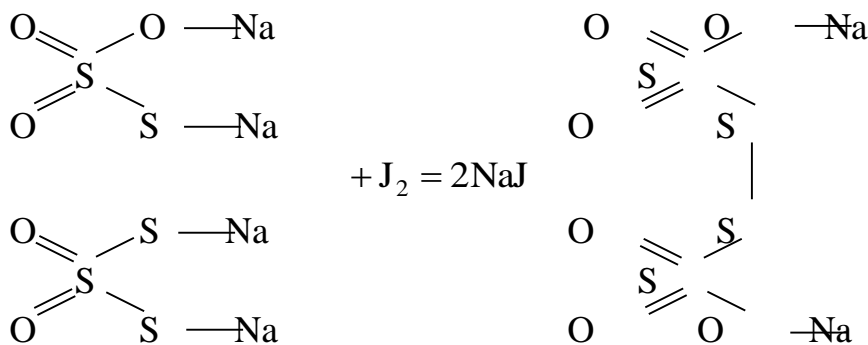 O O Na O O Na
S S
O S Na O S
+ J₂ = 2NaJ
O S Na O S
S S
O S Na O O Na